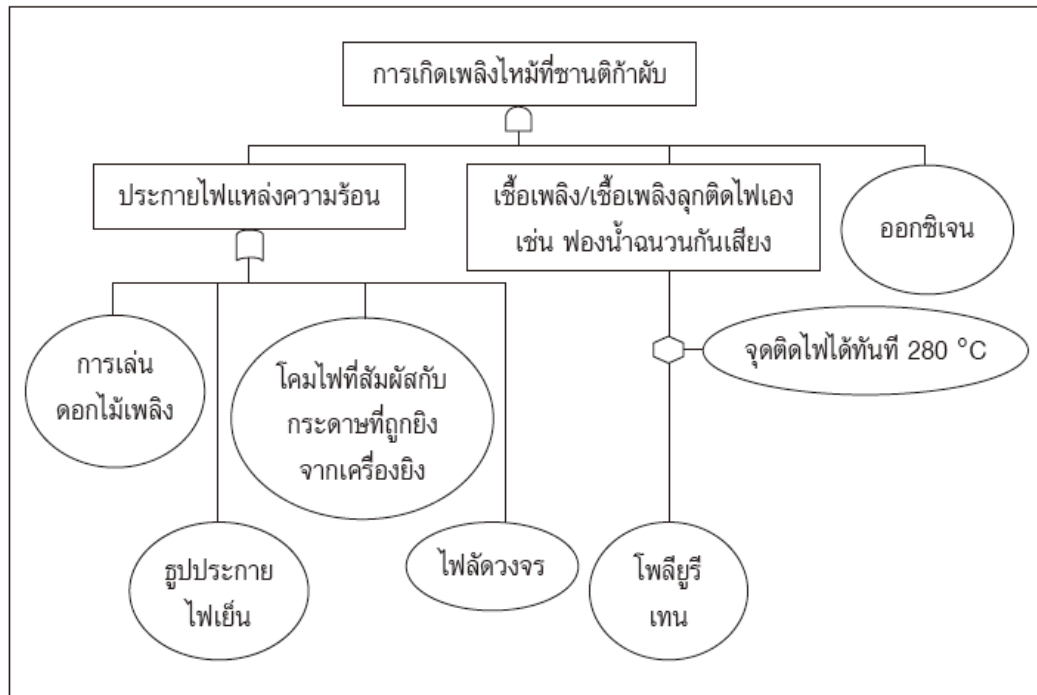 การเกิดเพลิงไหม้ที่ซานติก้าผับ
ประกายไฟแหล่งความร้อน
เชื้อเพลิง/เชื้อเพลิงลุกติดไฟเอง
เช่น ฟองน้ำฉนวนกันเสียง
ออกซิเจน
การเล่น
ดอกไม้เพลิง
โคมไฟที่สัมผัสกับ
กระดาษที่ถูกยิง
จากเครื่องยิง
จุดติดไฟได้ทันที 280 °C
ธูปประกาย
ไฟเย็น
ไฟลัดวงจร
โพลียูรี
เทน